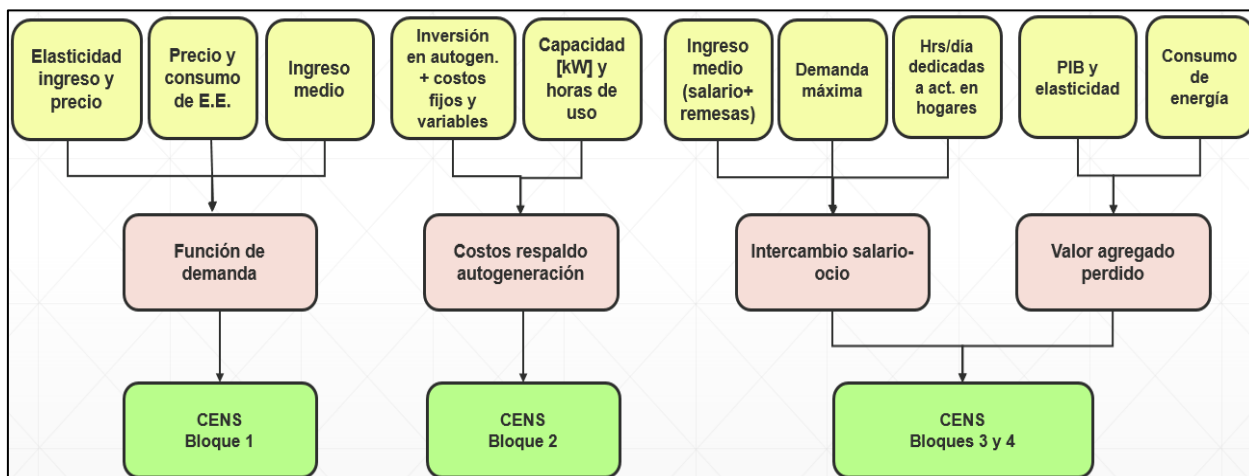 Elasticidad
ingreso y
precio
Precio y
consumo
de E.E.
Ingreso
medio
Inversión
en autogen.
+ costos
fijos y
variables
Capacidad
[kW] y
horas de
uso
Ingreso
medio
(salario+
remesas)
Demanda
máxima
Hrs/día
dedicadas
a act. en
hogares
PIB y
elasticidad
Consumo
de
energía
Función de
demanda
Costos respaldo
autogeneración
Intercambio salario-
ocio
Valor agregado
perdido
CENS
Bloque 1
CENS
Bloque 2
CENS
Bloques 3 y 4